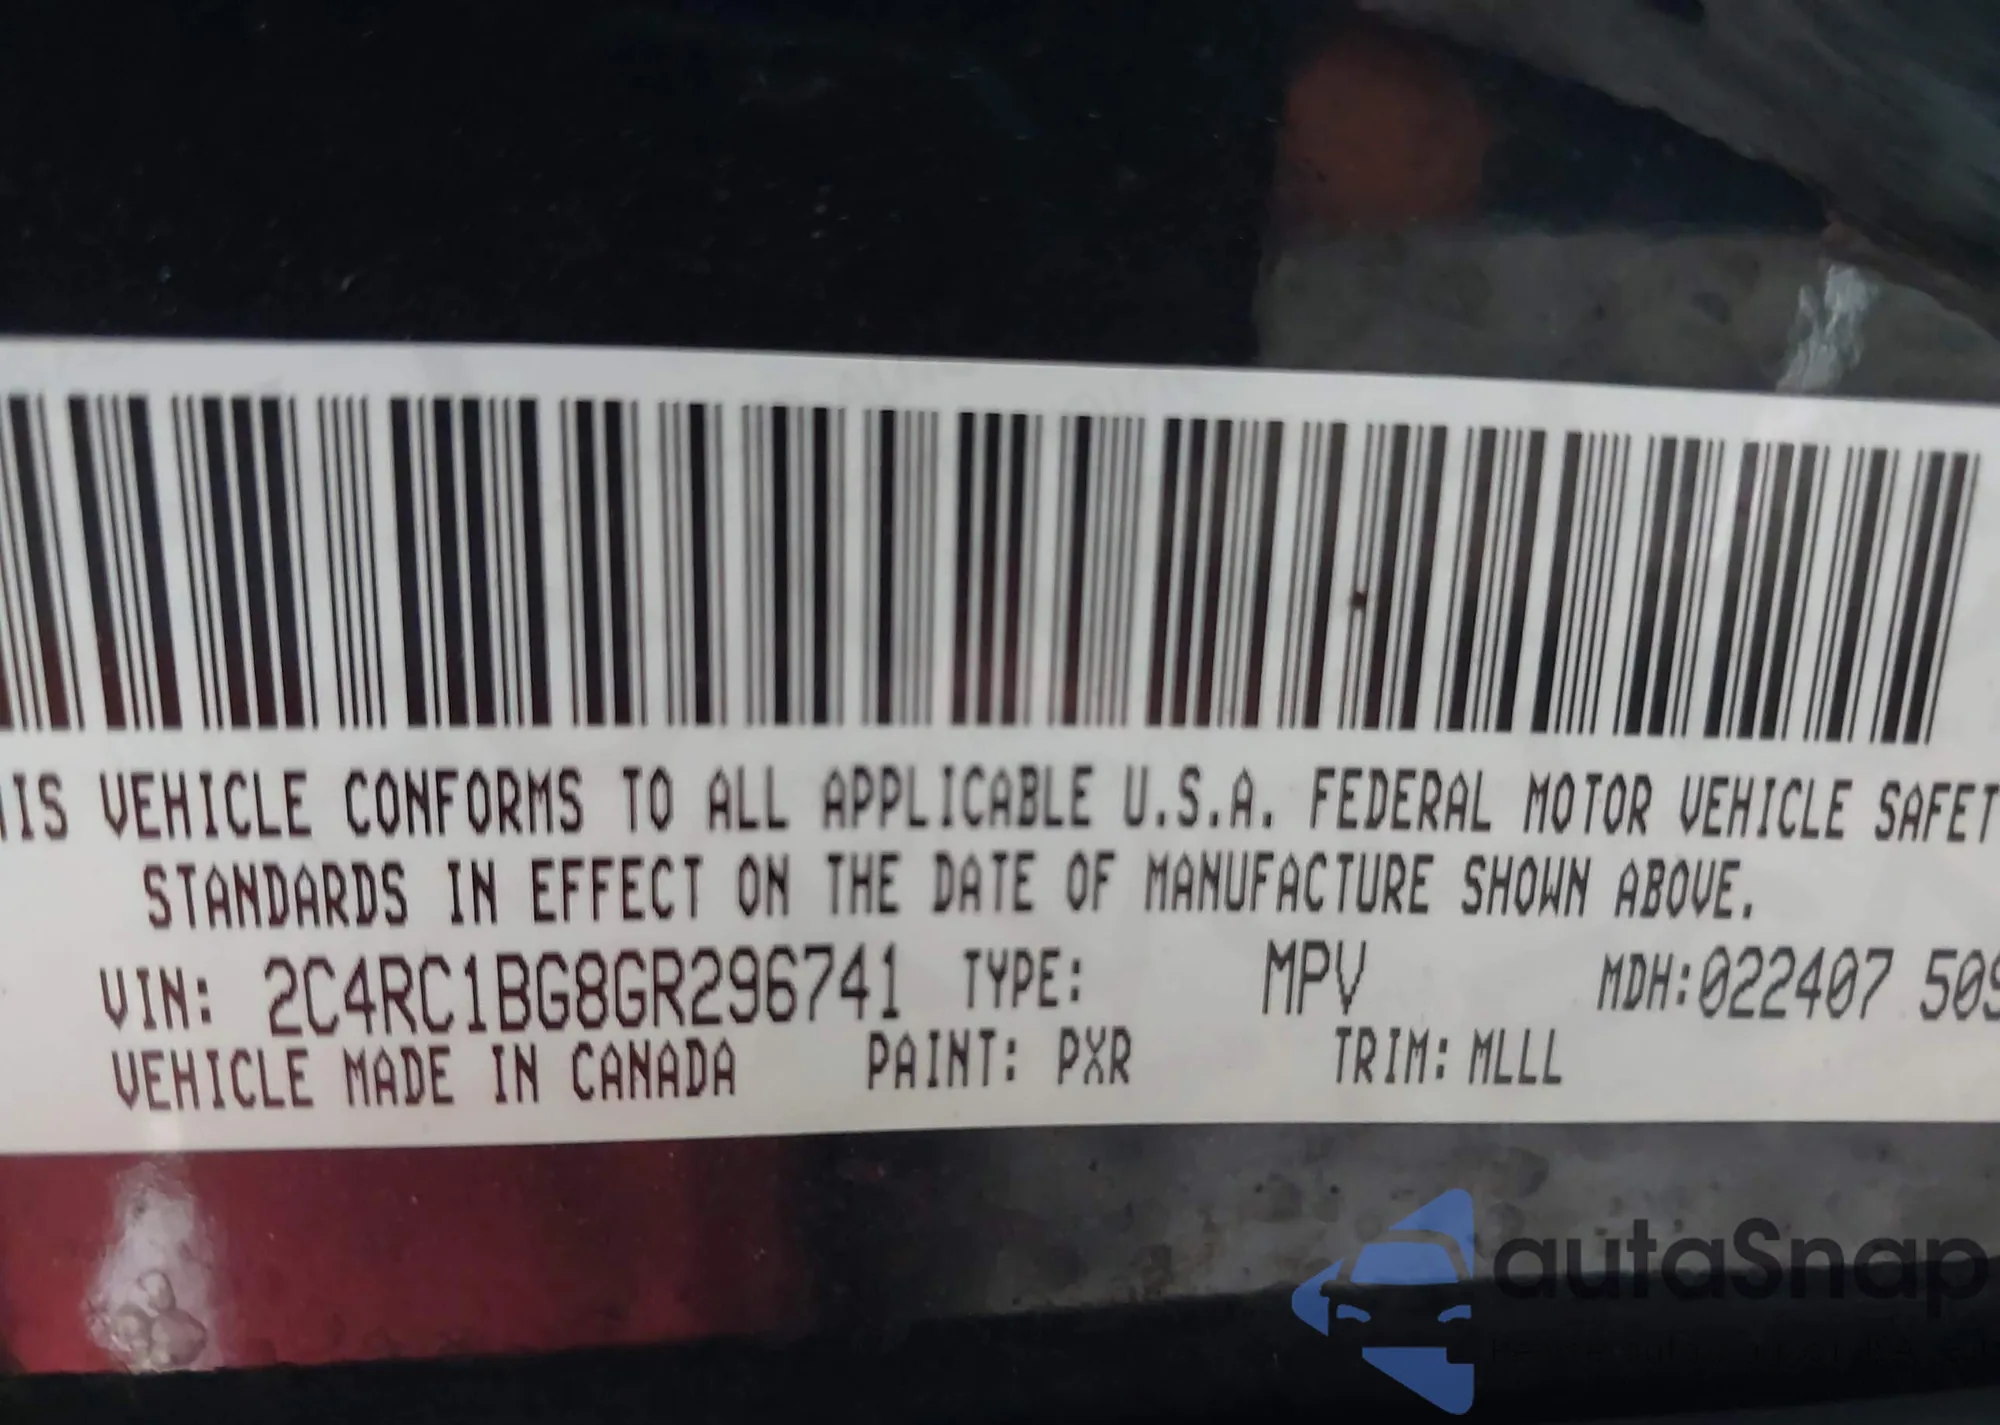 IS VEHICLE CONFORMS TO ALL APPLICABLE U.S.A. FEDERAL MOTOR VEHICLE SAFET
STANDARDS IN EFFECT ON THE DATE OF MANUFACTURE SHOWN ABOVE.
VIN: 2C4RC1BG8GR296741 TYPE: MPV MDH:022407 509
VEHICLE MADE IN CANADA PAINT: PXR TRIM: MLLL
autaSnap